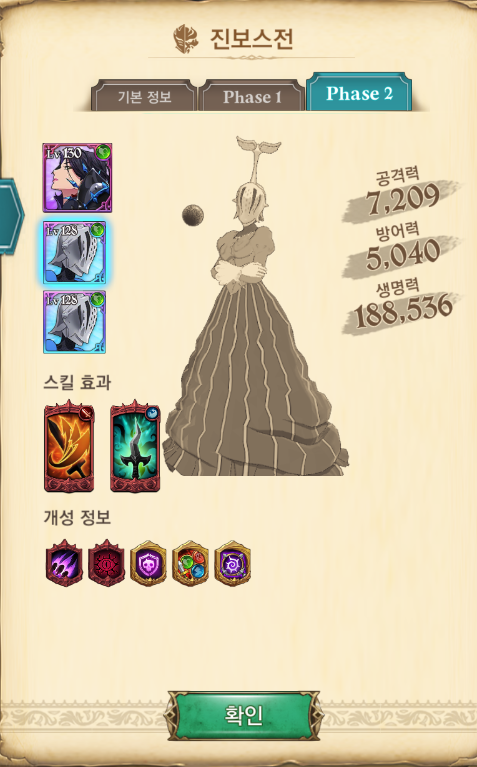 진보스전
기본 정보
Phase 1
Phase 2
Lv 130
Lv 128
Lv 128
공격력
7,209
방어력
5,040
생명력
188,536
스킬 효과
개성 정보
확인